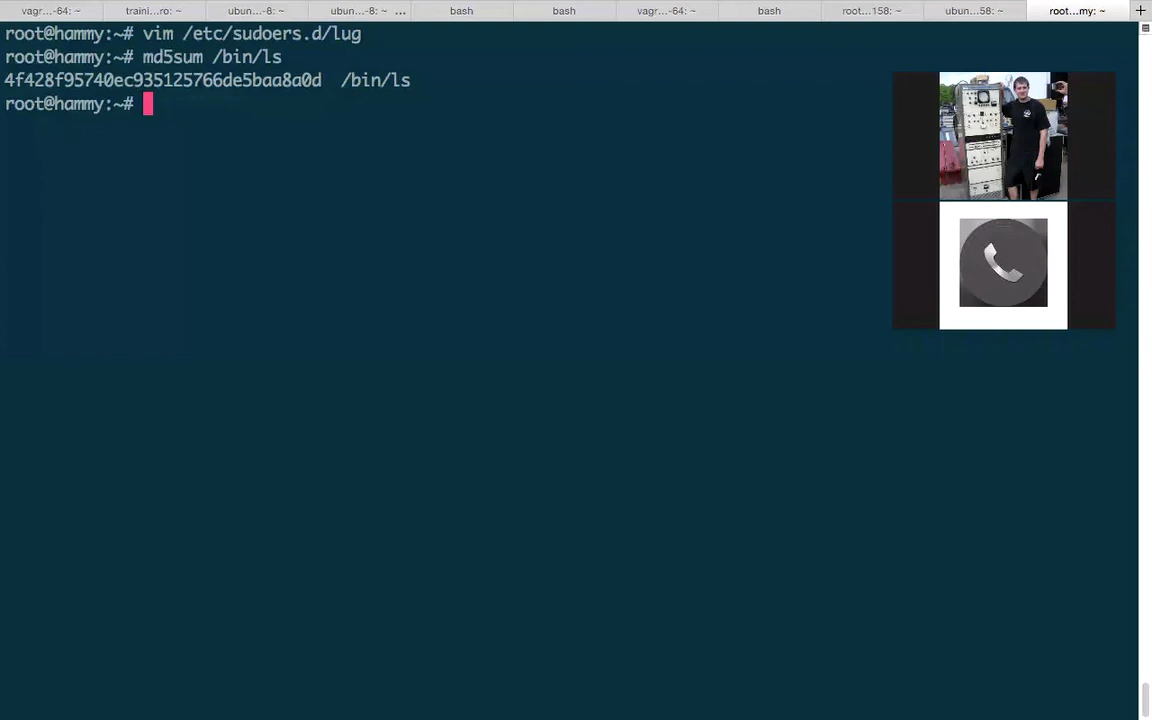 vagr...-64: ~
traini...ro: ~
ubun...-8: ~
ubun...-8: ~ ...
bash
bash
vagr...-64: ~
bash
root...158: ~
ubun...58: ~
root...my: ~
root@hammy:~# vim /etc/sudoers.d/lug
root@hammy:~# md5sum /bin/ls
4f428f95740ec935125766de5baa8a0d  /bin/ls
root@hammy:~#